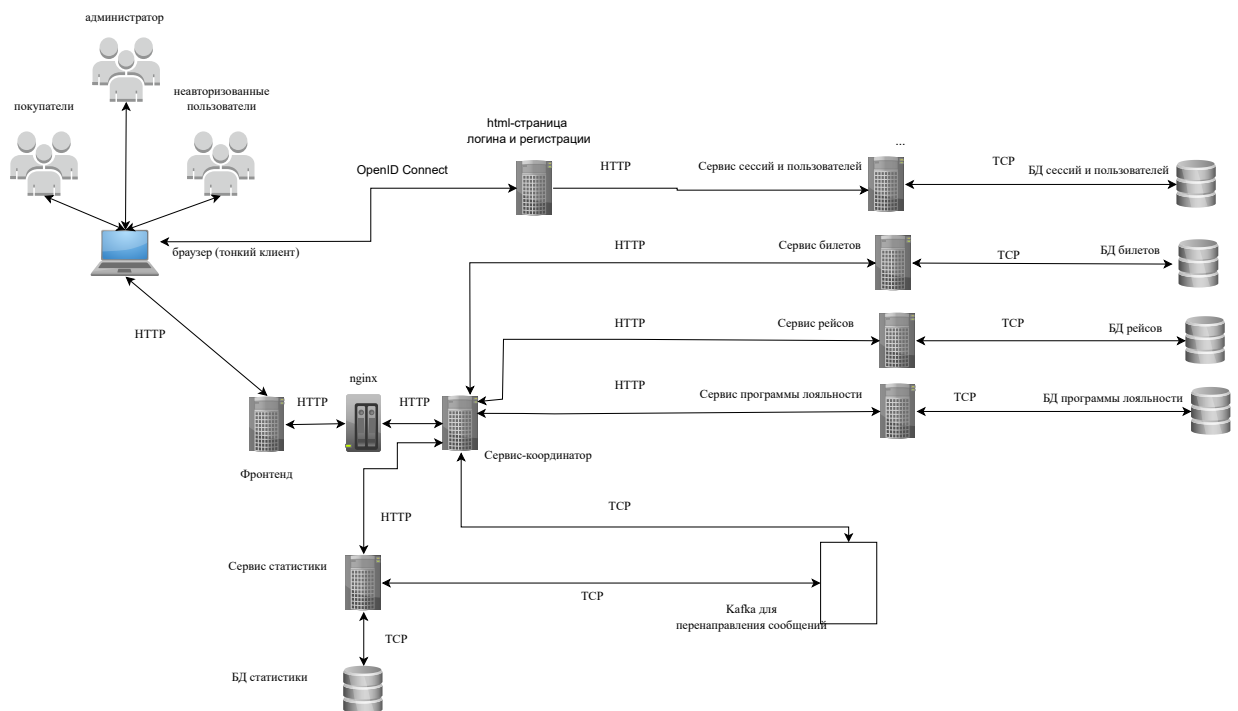 администратор
покупатели
неавторизованные
пользователи
html-страница
логина и регистрации
OpenID Connect
HTTP
Сервис сессий и пользователей
...
TCP
БД сессий и пользователей
браузер (тонкий клиент)
HTTP
Сервис билетов
TCP
БД билетов
HTTP
HTTP
Сервис рейсов
TCP
БД рейсов
nginx
HTTP
HTTP
HTTP
Сервис программы лояльности
TCP
БД программы лояльности
Фронтенд
Сервис-координатор
HTTP
TCP
Сервис статистики
TCP
Kafka для
перенаправления сообщений
TCP
БД статистики